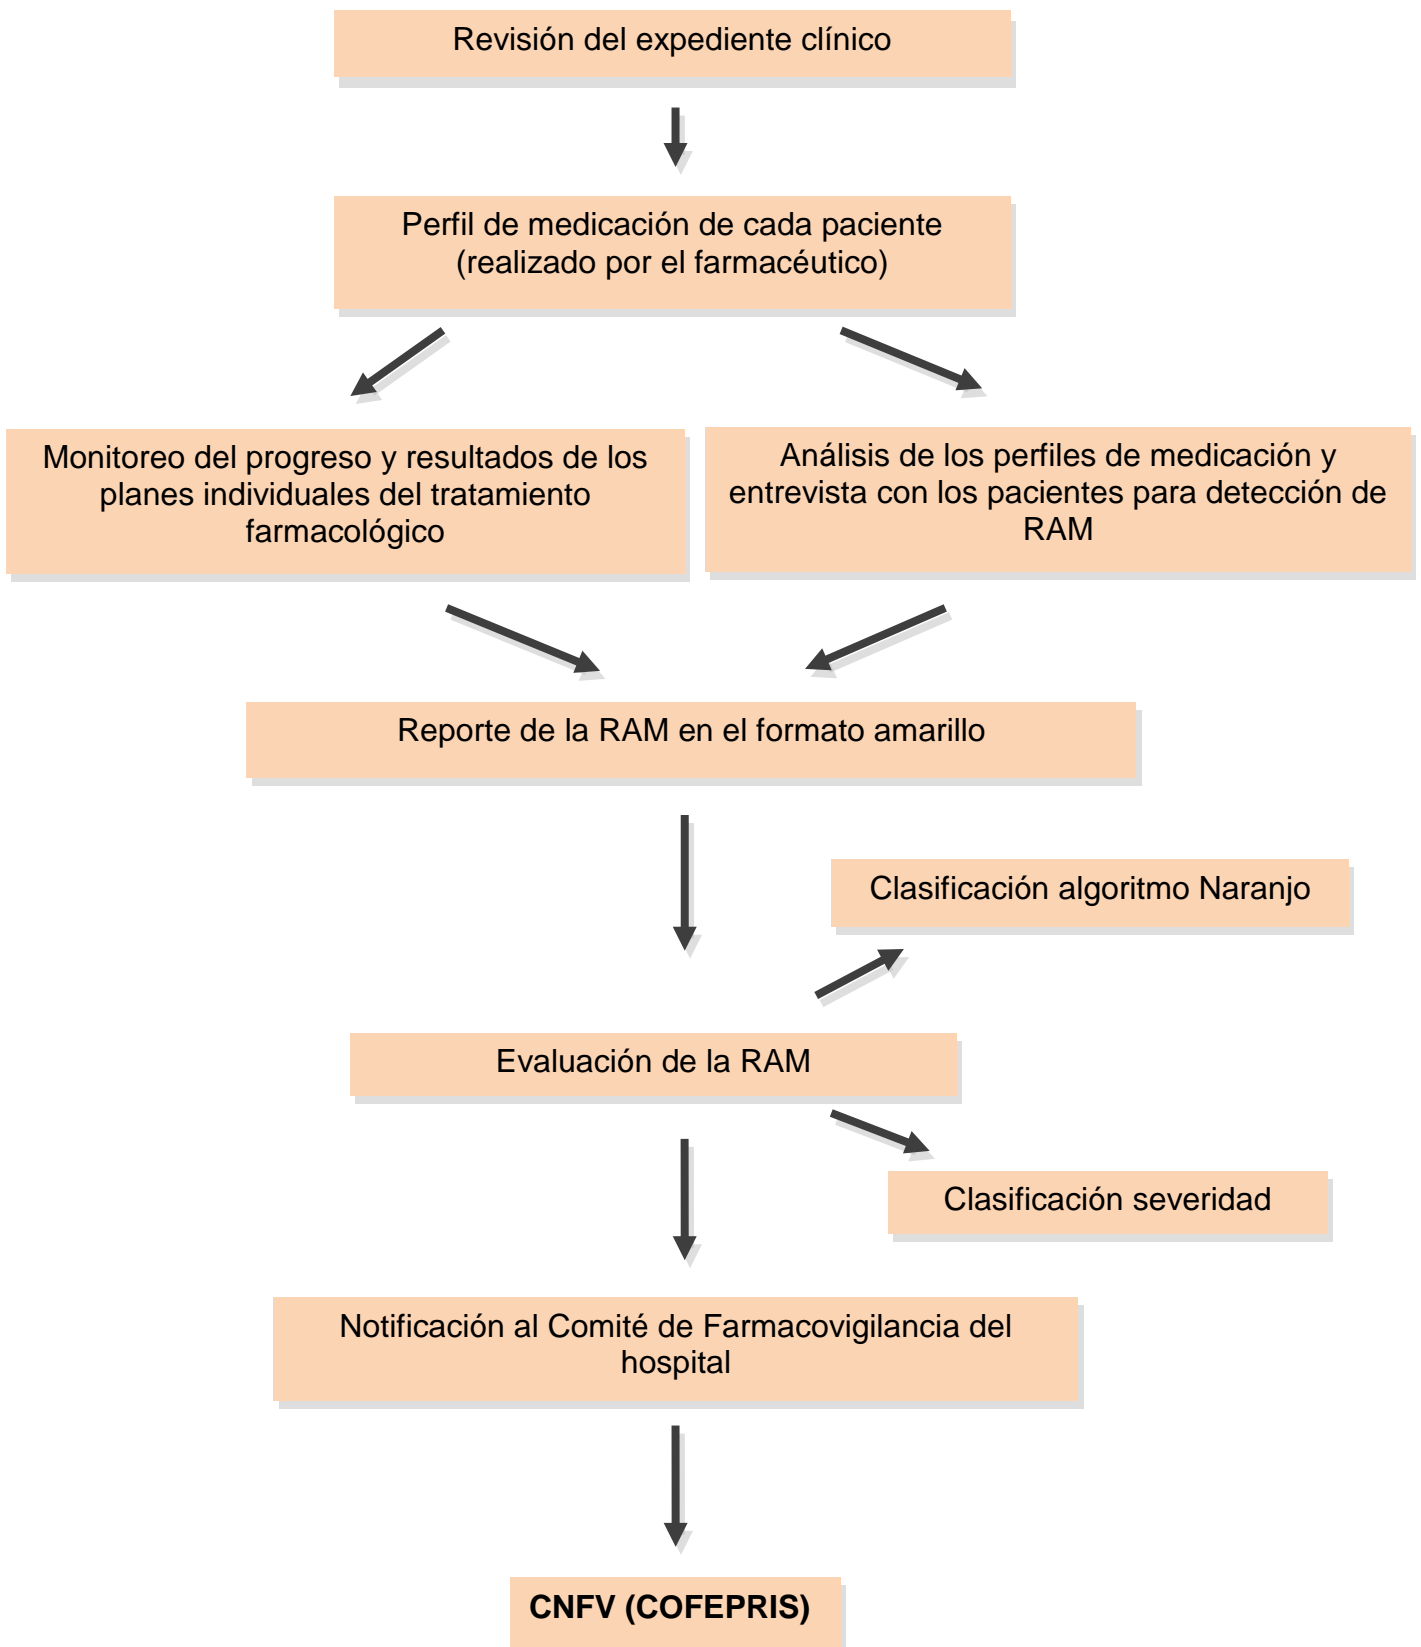 Revisión del expediente clínico
Perfil de medicación de cada paciente
(realizado por el farmacéutico)
Monitoreo del progreso y resultados de los
planes individuales del tratamiento
farmacológico
Análisis de los perfiles de medicación y
entrevista con los pacientes para detección de
RAM
Reporte de la RAM en el formato amarillo
Clasificación algoritmo Naranjo
Evaluación de la RAM
Clasificación severidad
Notificación al Comité de Farmacovigilancia del
hospital
CNFV (COFEPRIS)